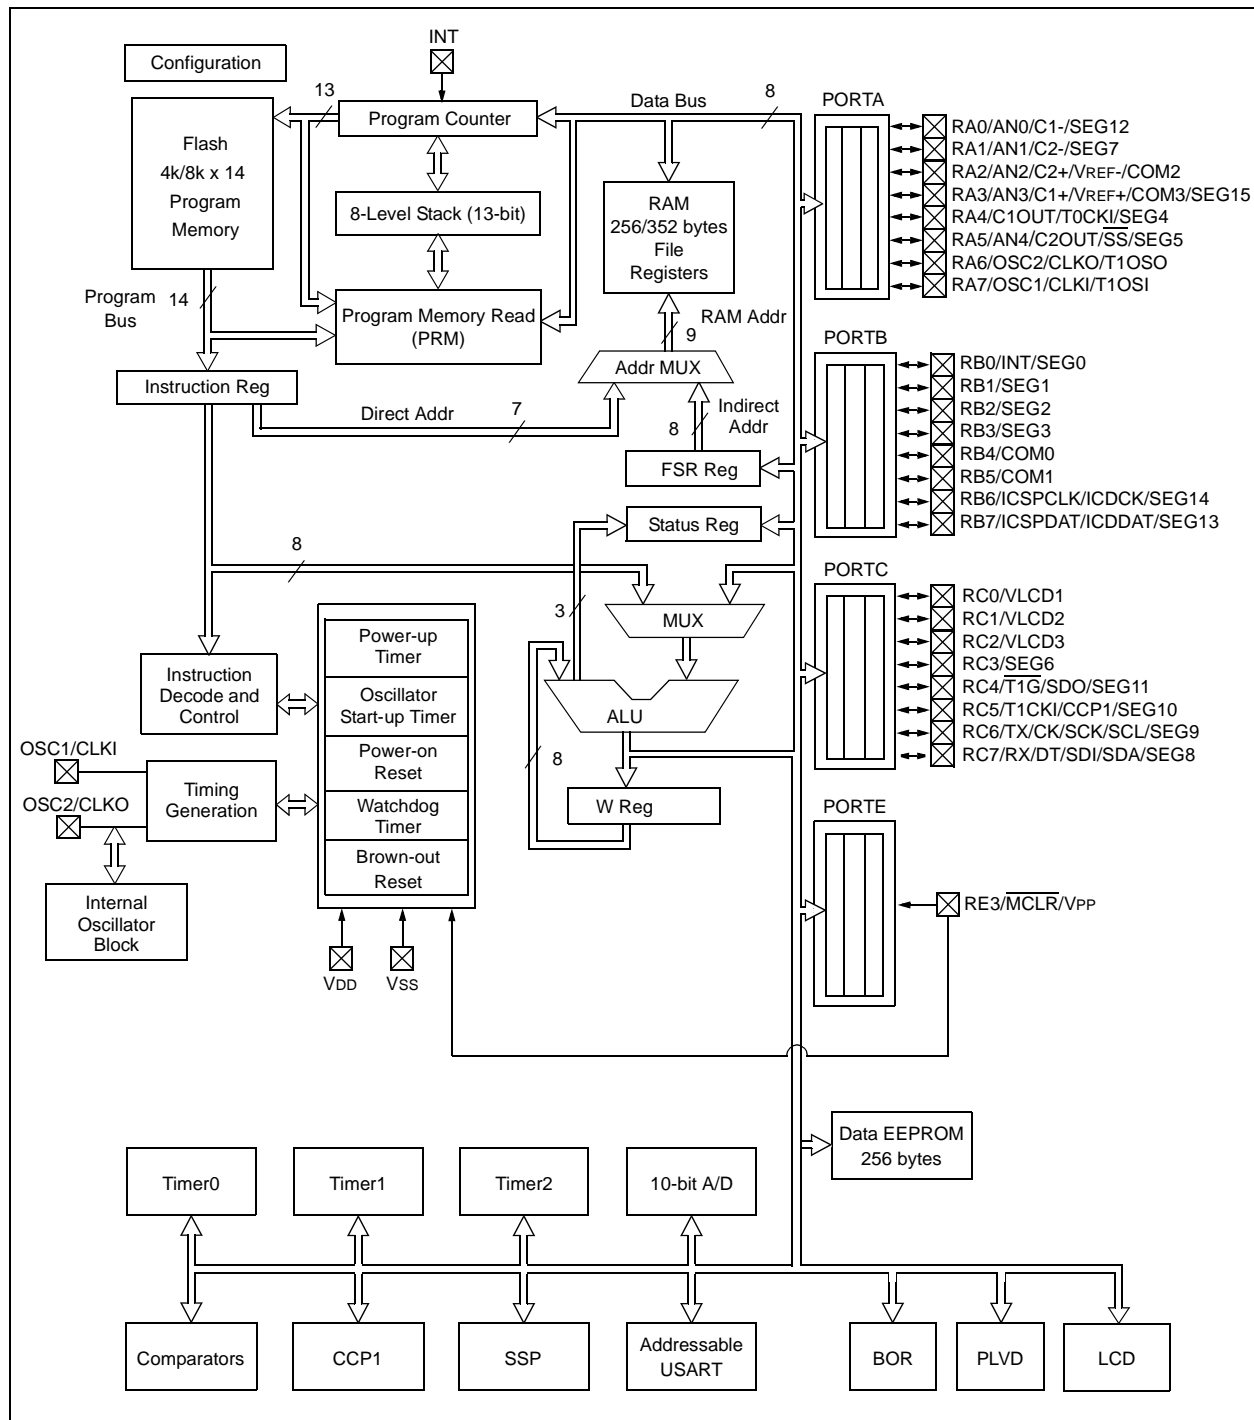 INT
Configuration
13
Data Bus
8
PORTA
Program Counter
Flash
4k/8k x 14
Program
Memory
8-Level Stack (13-bit)
RAM
256/352 bytes
File
Registers
RA0/AN0/C1-/SEG12
RA1/AN1/C2-/SEG7
RA2/AN2/C2+/VREF-/COM2
RA3/AN3/C1+/VREF+/COM3/SEG15
RA4/C1OUT/T0CKI/SEG4
RA5/AN4/C2OUT/SS/SEG5
RA6/OSC2/CLKO/T1OSO
RA7/OSC1/CLKI/T1OSI
Program
Bus
14
Program Memory Read
(PRM)
RAM Addr
9
PORTB
Addr MUX
Instruction Reg
Direct Addr
7
Indirect
Addr
8
FSR Reg
RB0/INT/SEG0
RB1/SEG1
RB2/SEG2
RB3/SEG3
RB4/COM0
RB5/COM1
RB6/ICSPCLK/ICDCK/SEG14
RB7/ICSPDAT/ICDDAT/SEG13
Status Reg
8
3
PORTC
MUX
RC0/VLCD1
RC1/VLCD2
RC2/VLCD3
RC3/SEG6
RC4/T1G/SDO/SEG11
RC5/T1CKI/CCP1/SEG10
RC6/TX/CK/SCK/SCL/SEG9
RC7/RX/DT/SDI/SDA/SEG8
Power-up
Timer
Instruction
Decode and
Control
Oscillator
Start-up Timer
ALU
Power-on
Reset
8
OSC1/CLKI
OSC2/CLKO
Timing
Generation
Watchdog
Timer
W Reg
PORTE
Brown-out
Reset
Internal
Oscillator
Block
RE3/MCLR/VPP
VDD
VSS
Data EEPROM
256 bytes
Timer0
Timer1
Timer2
10-bit A/D
Comparators
CCP1
SSP
Addressable
USART
BOR
PLVD
LCD